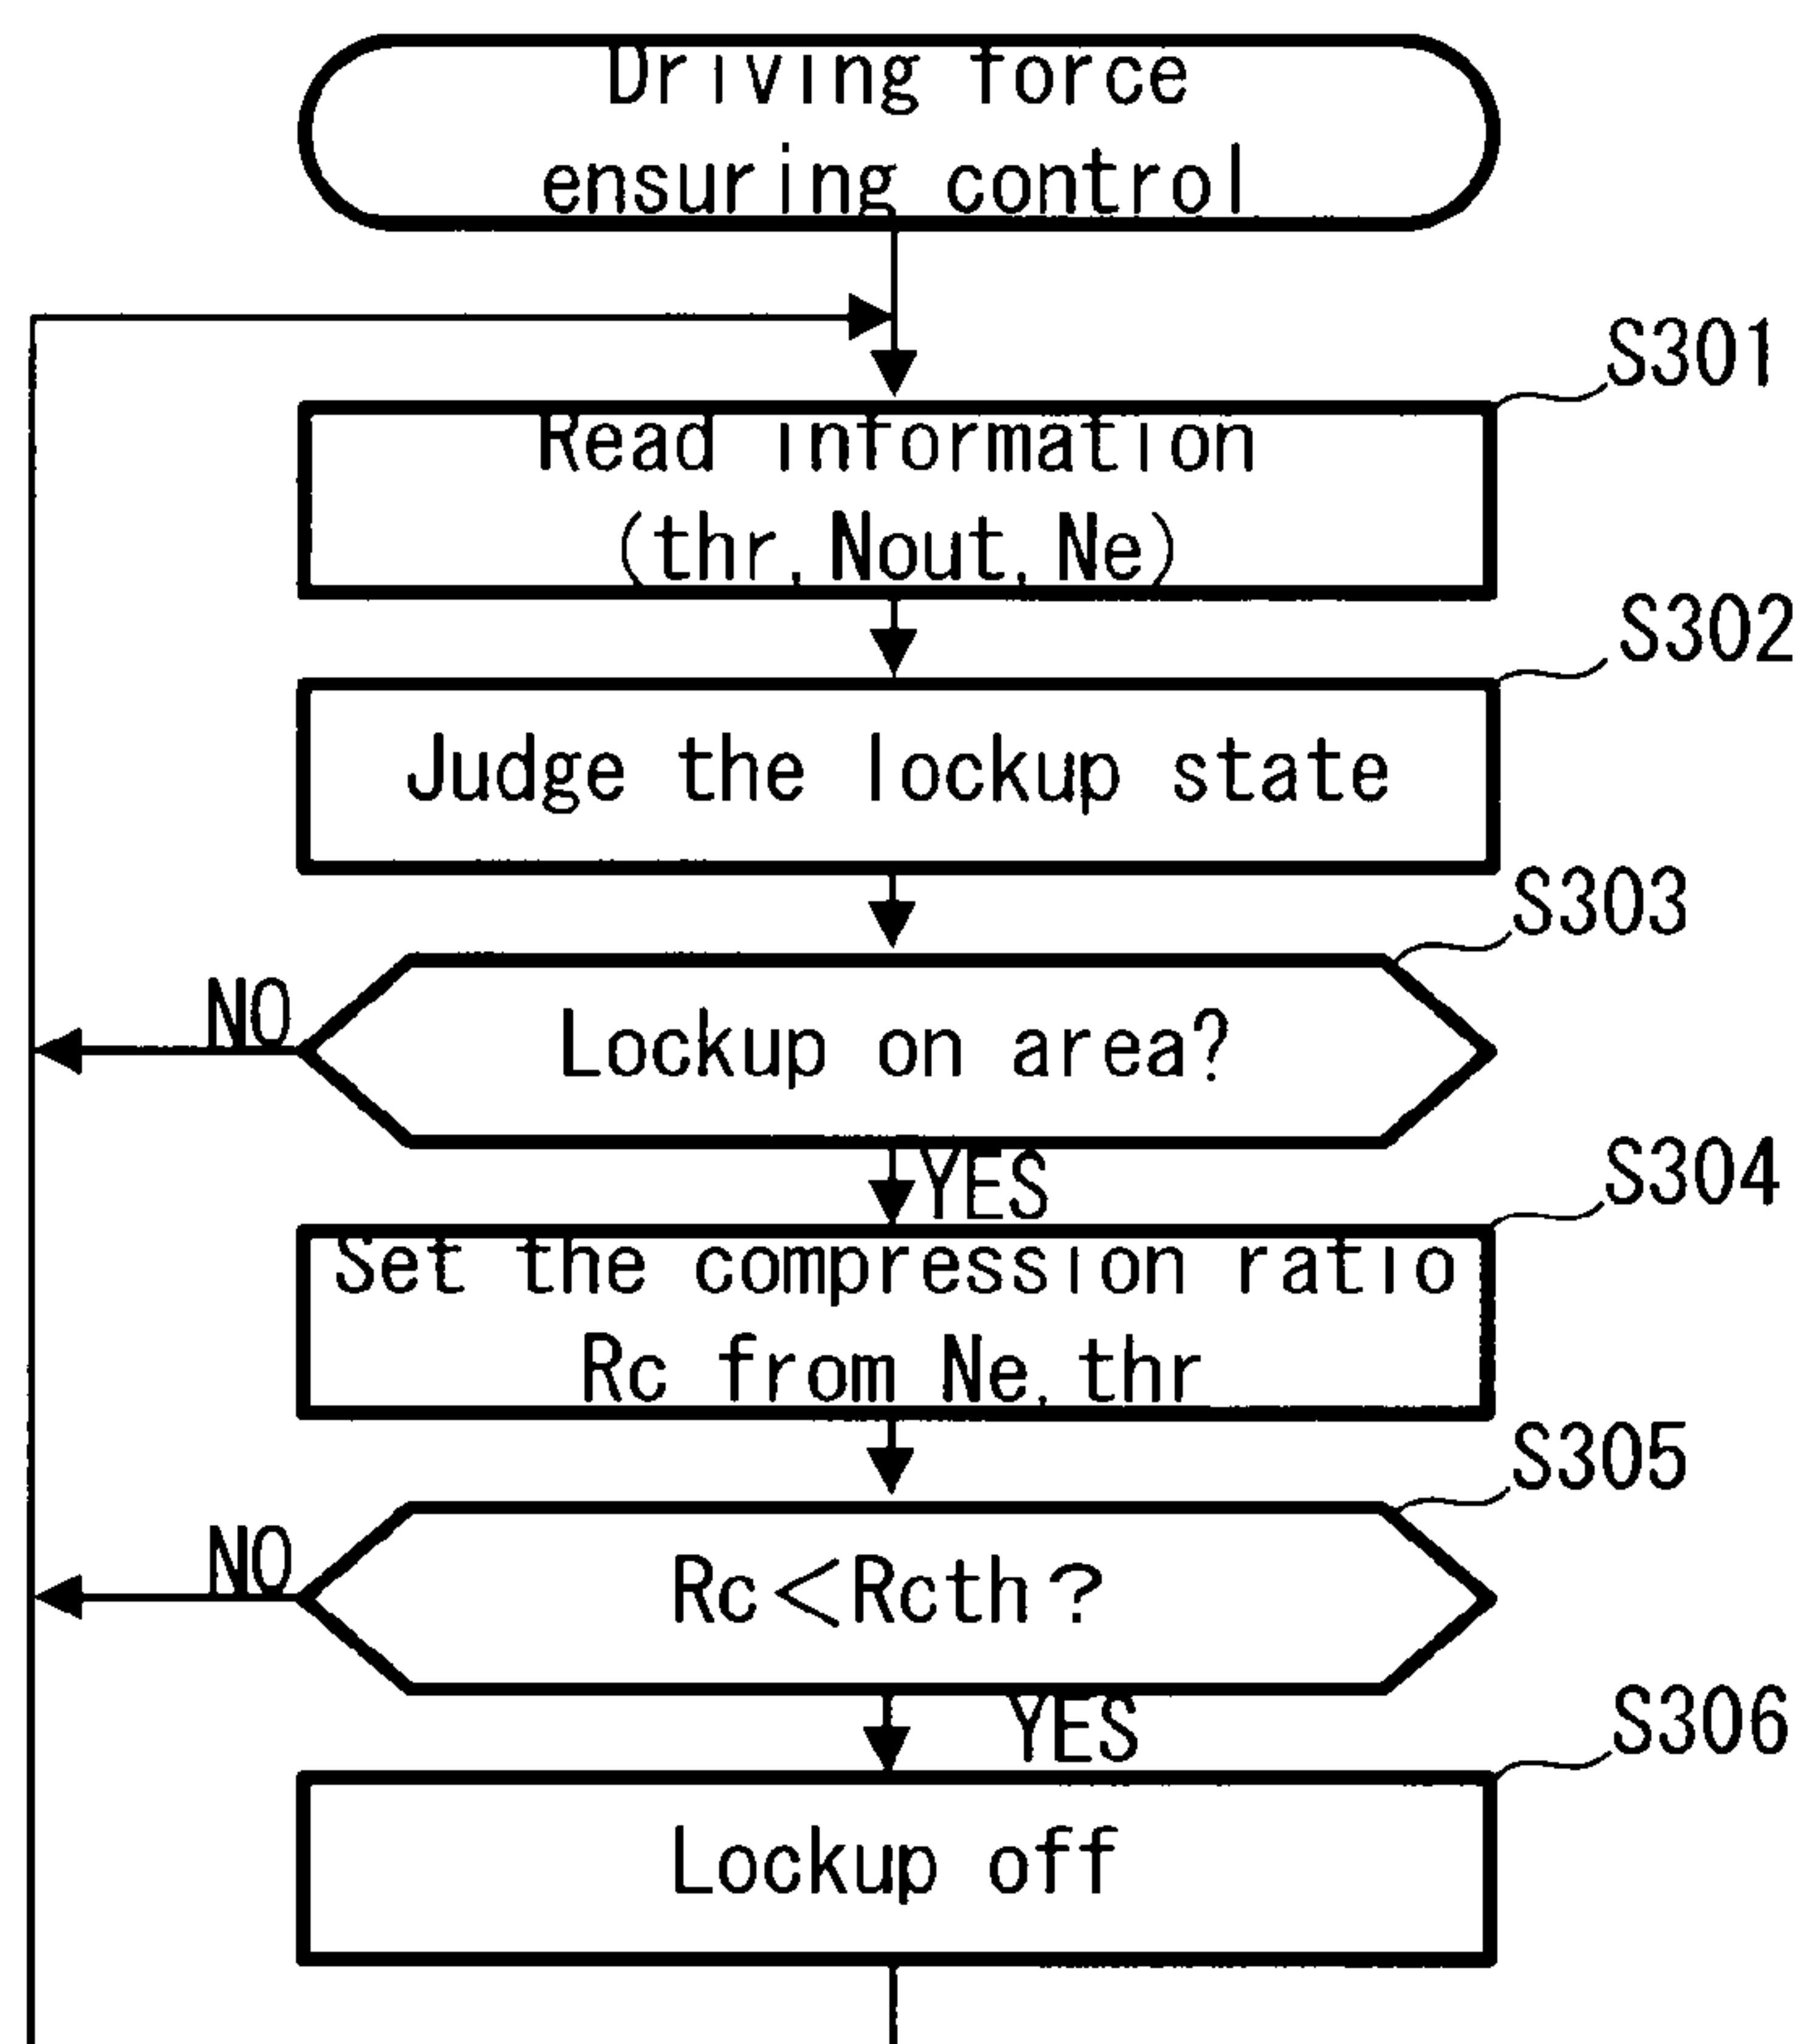 Driving force
ensuring control
S301
Read information
(thr,Nout,Ne)
S302
Judge the lockup state
S303
NO
Lockup on area?
YES
S304
Set the compression ratio
Rc from Ne,thr
S305
NO
Rc<Rcth?
YES
S306
Lockup off